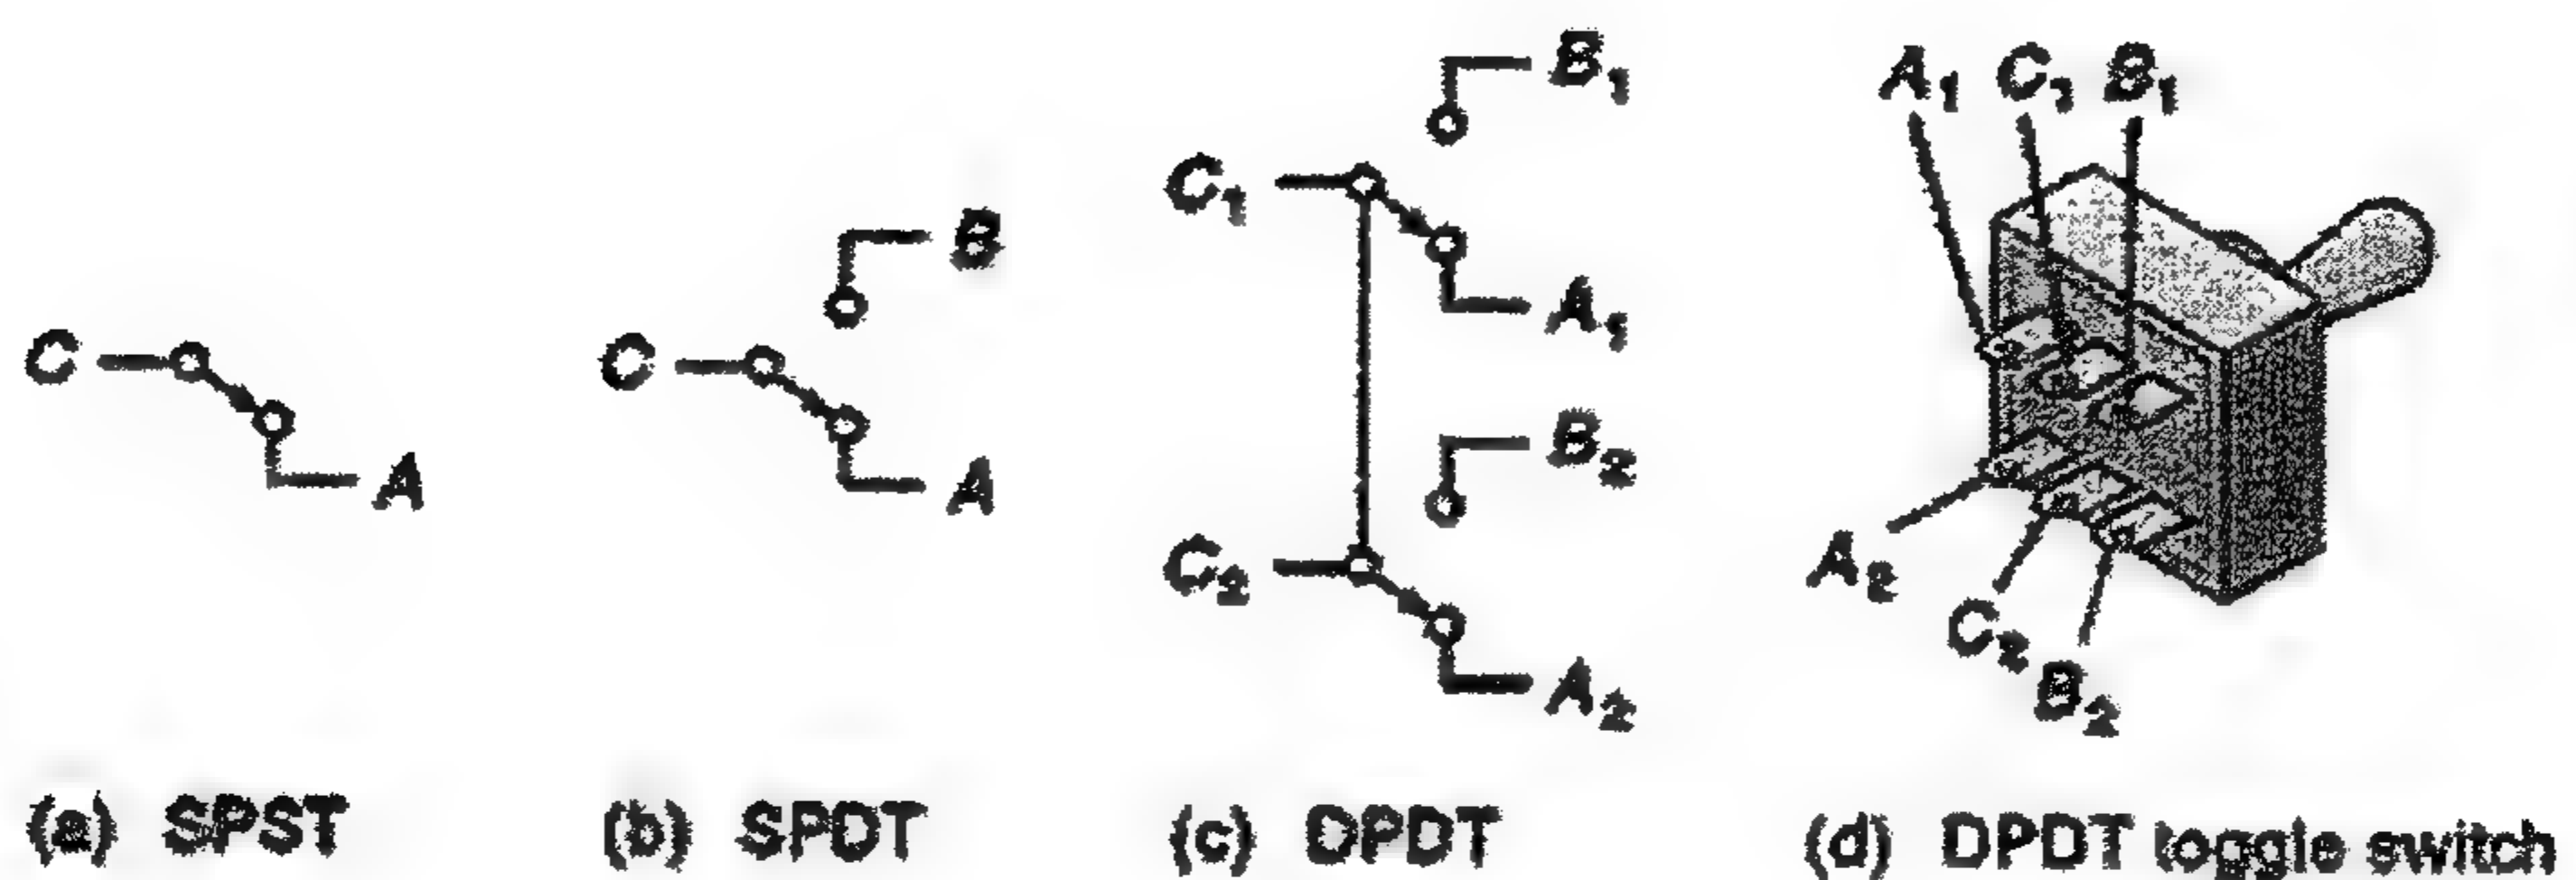 C
A
(a) SPST
B
C
A
(b) SPDT
B₁
C₁
A₁
B₂
C₂
A₂
(c) DPDT
A₁ C₁ B₁
A₂
C₂
B₂
(d) DPDT toggle switch